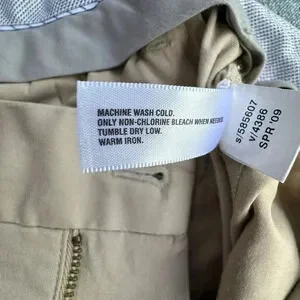 MACHINE WASH COLD.
ONLY NON-CHLORINE BLEACH WHEN NEEDED.
TUMBLE DRY LOW.
WARM IRON.
s/585607
v/4386
SPR '09